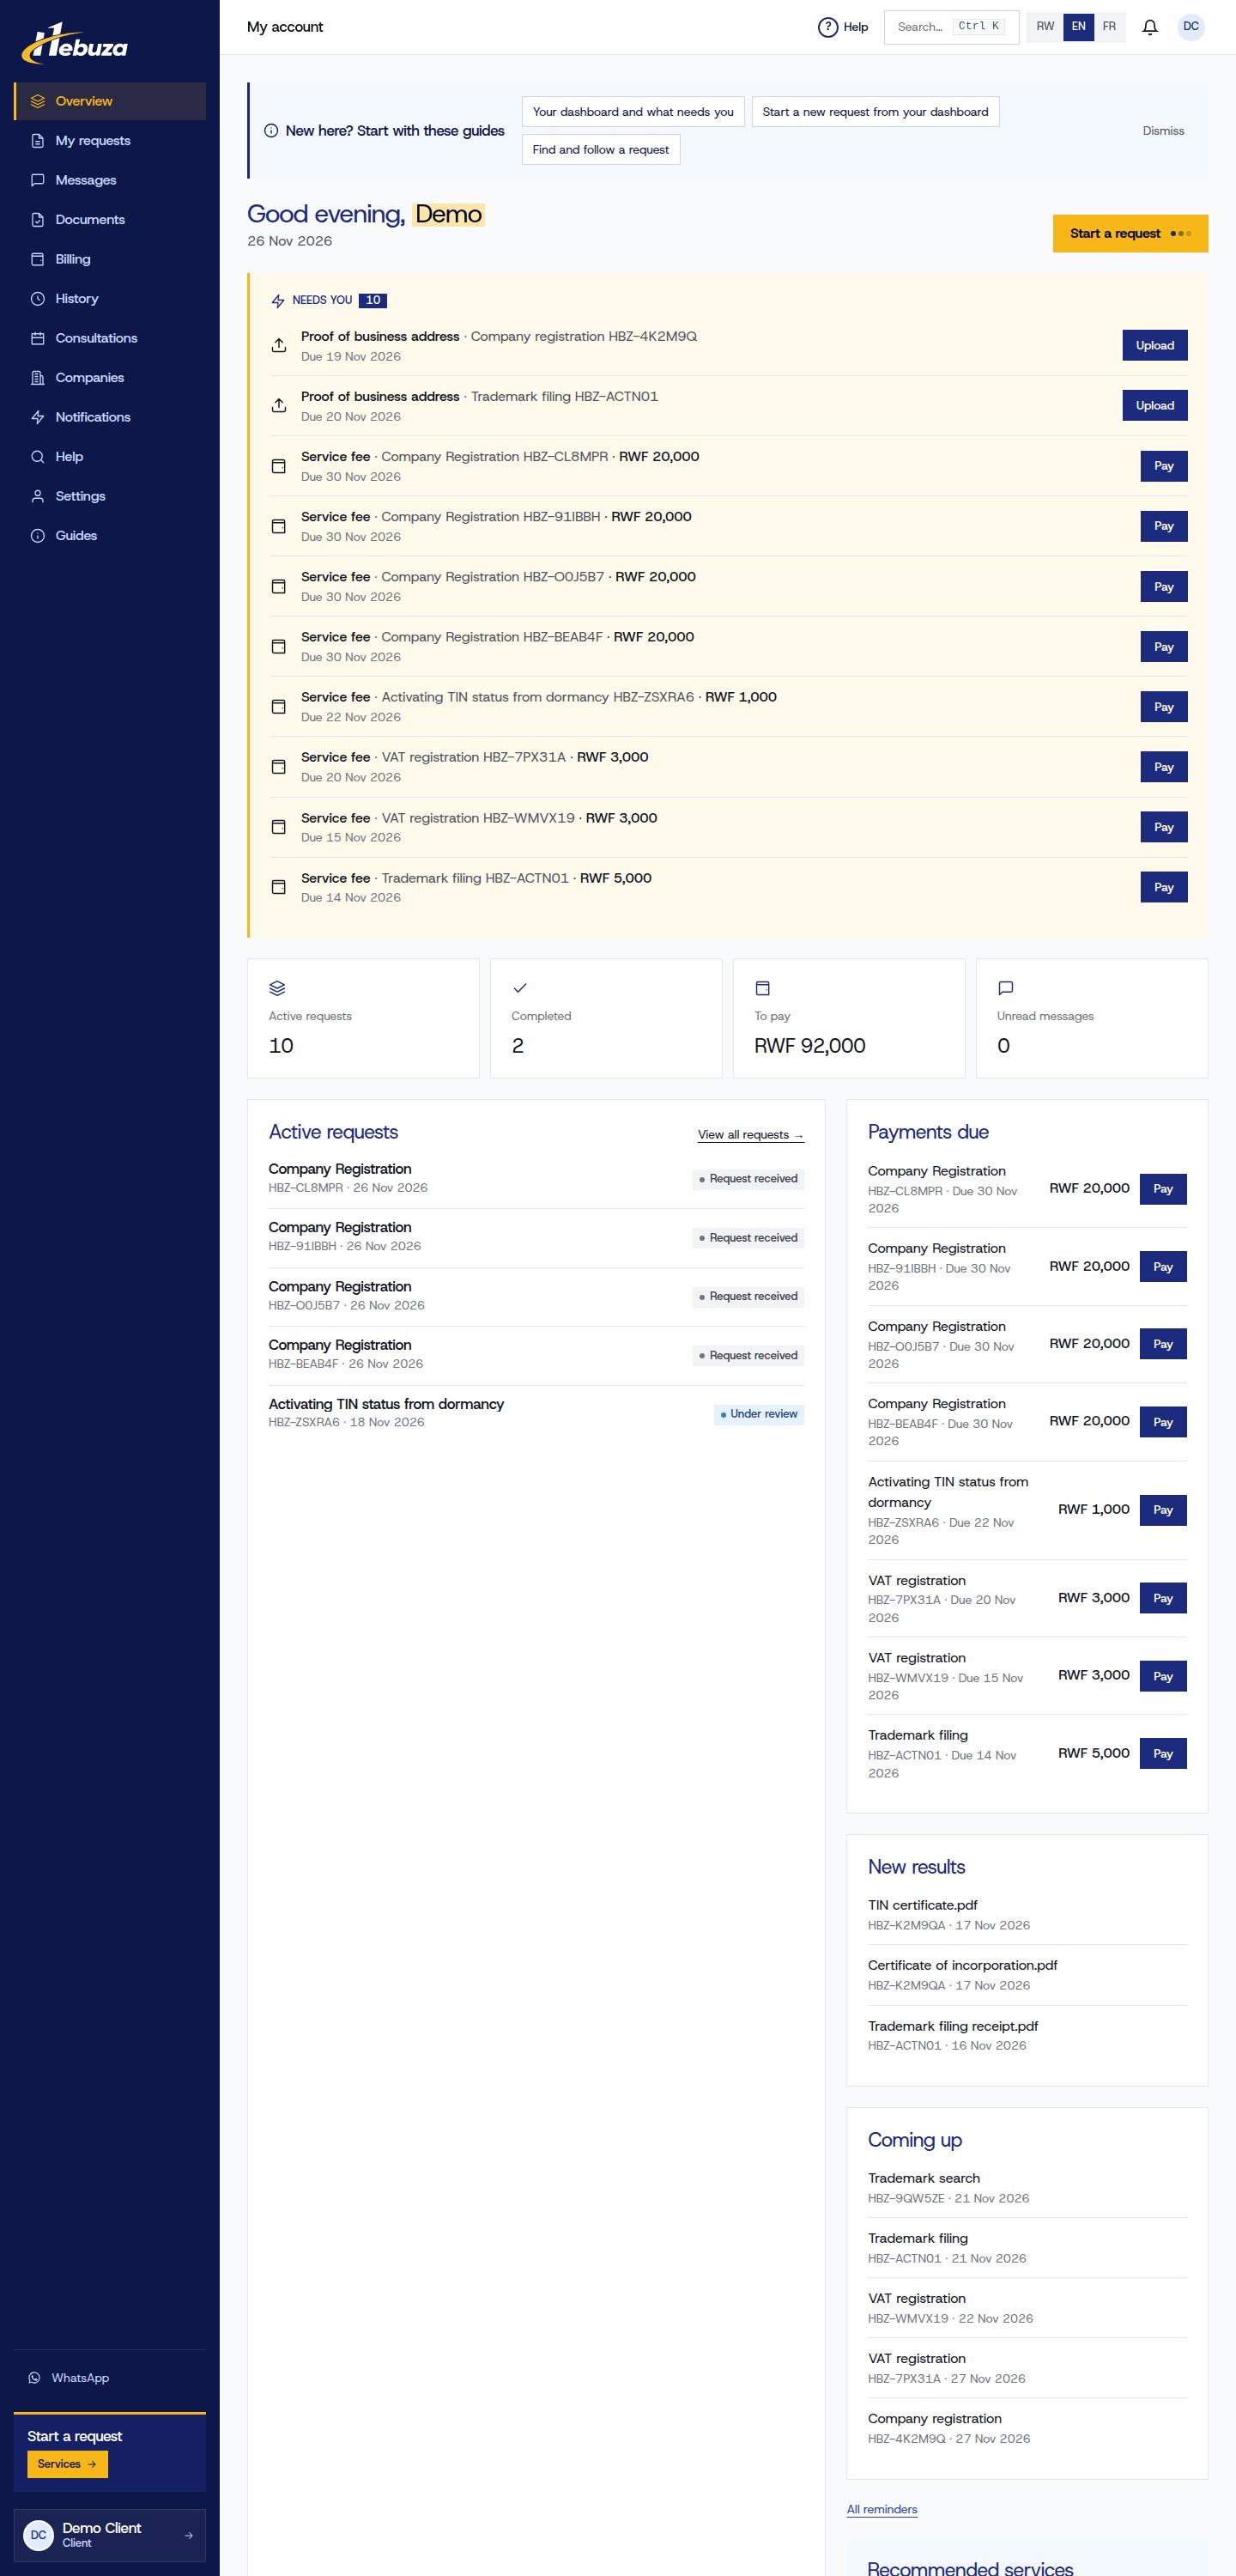 Hebuza
Overview
My requests
Messages
Documents
Billing
History
Consultations
Companies
Notifications
Help
Settings
Guides
WhatsApp
Start a request
Services →
DC
Demo Client
Client
→
My account
? Help
Search... Ctrl K
RW EN FR
DC
New here? Start with these guides
Your dashboard and what needs you
Start a new request from your dashboard
Find and follow a request
Dismiss
Good evening, Demo
26 Nov 2026
Start a request
NEEDS YOU 10
Proof of business address · Company registration HBZ-4K2M9Q
Due 19 Nov 2026
Upload
Proof of business address · Trademark filing HBZ-ACTN01
Due 20 Nov 2026
Upload
Service fee · Company Registration HBZ-CL8MPR · RWF 20,000
Due 30 Nov 2026
Pay
Service fee · Company Registration HBZ-91IBBH · RWF 20,000
Due 30 Nov 2026
Pay
Service fee · Company Registration HBZ-O0J5B7 · RWF 20,000
Due 30 Nov 2026
Pay
Service fee · Company Registration HBZ-BEAB4F · RWF 20,000
Due 30 Nov 2026
Pay
Service fee · Activating TIN status from dormancy HBZ-ZSXRA6 · RWF 1,000
Due 22 Nov 2026
Pay
Service fee · VAT registration HBZ-7PX31A · RWF 3,000
Due 20 Nov 2026
Pay
Service fee · VAT registration HBZ-WMVX19 · RWF 3,000
Due 15 Nov 2026
Pay
Service fee · Trademark filing HBZ-ACTN01 · RWF 5,000
Due 14 Nov 2026
Pay
Active requests
10
Completed
2
To pay
RWF 92,000
Unread messages
0
Active requests
View all requests →
Company Registration
HBZ-CL8MPR · 26 Nov 2026
Request received
Company Registration
HBZ-91IBBH · 26 Nov 2026
Request received
Company Registration
HBZ-O0J5B7 · 26 Nov 2026
Request received
Company Registration
HBZ-BEAB4F · 26 Nov 2026
Request received
Activating TIN status from dormancy
HBZ-ZSXRA6 · 18 Nov 2026
Under review
Payments due
Company Registration
HBZ-CL8MPR · Due 30 Nov
2026
RWF 20,000 Pay
Company Registration
HBZ-91IBBH · Due 30 Nov
2026
RWF 20,000 Pay
Company Registration
HBZ-O0J5B7 · Due 30 Nov
2026
RWF 20,000 Pay
Company Registration
HBZ-BEAB4F · Due 30 Nov
2026
RWF 20,000 Pay
Activating TIN status from
dormancy
HBZ-ZSXRA6 · Due 22 Nov
2026
RWF 1,000 Pay
VAT registration
HBZ-7PX31A · Due 20 Nov
2026
RWF 3,000 Pay
VAT registration
HBZ-WMVX19 · Due 15 Nov
2026
RWF 3,000 Pay
Trademark filing
HBZ-ACTN01 · Due 14 Nov
2026
RWF 5,000 Pay
New results
TIN certificate.pdf
HBZ-K2M9QA · 17 Nov 2026
Certificate of incorporation.pdf
HBZ-K2M9QA · 17 Nov 2026
Trademark filing receipt.pdf
HBZ-ACTN01 · 16 Nov 2026
Coming up
Trademark search
HBZ-9QW5ZE · 21 Nov 2026
Trademark filing
HBZ-ACTN01 · 21 Nov 2026
VAT registration
HBZ-WMVX19 · 22 Nov 2026
VAT registration
HBZ-7PX31A · 27 Nov 2026
Company registration
HBZ-4K2M9Q · 27 Nov 2026
All reminders
Recommended services